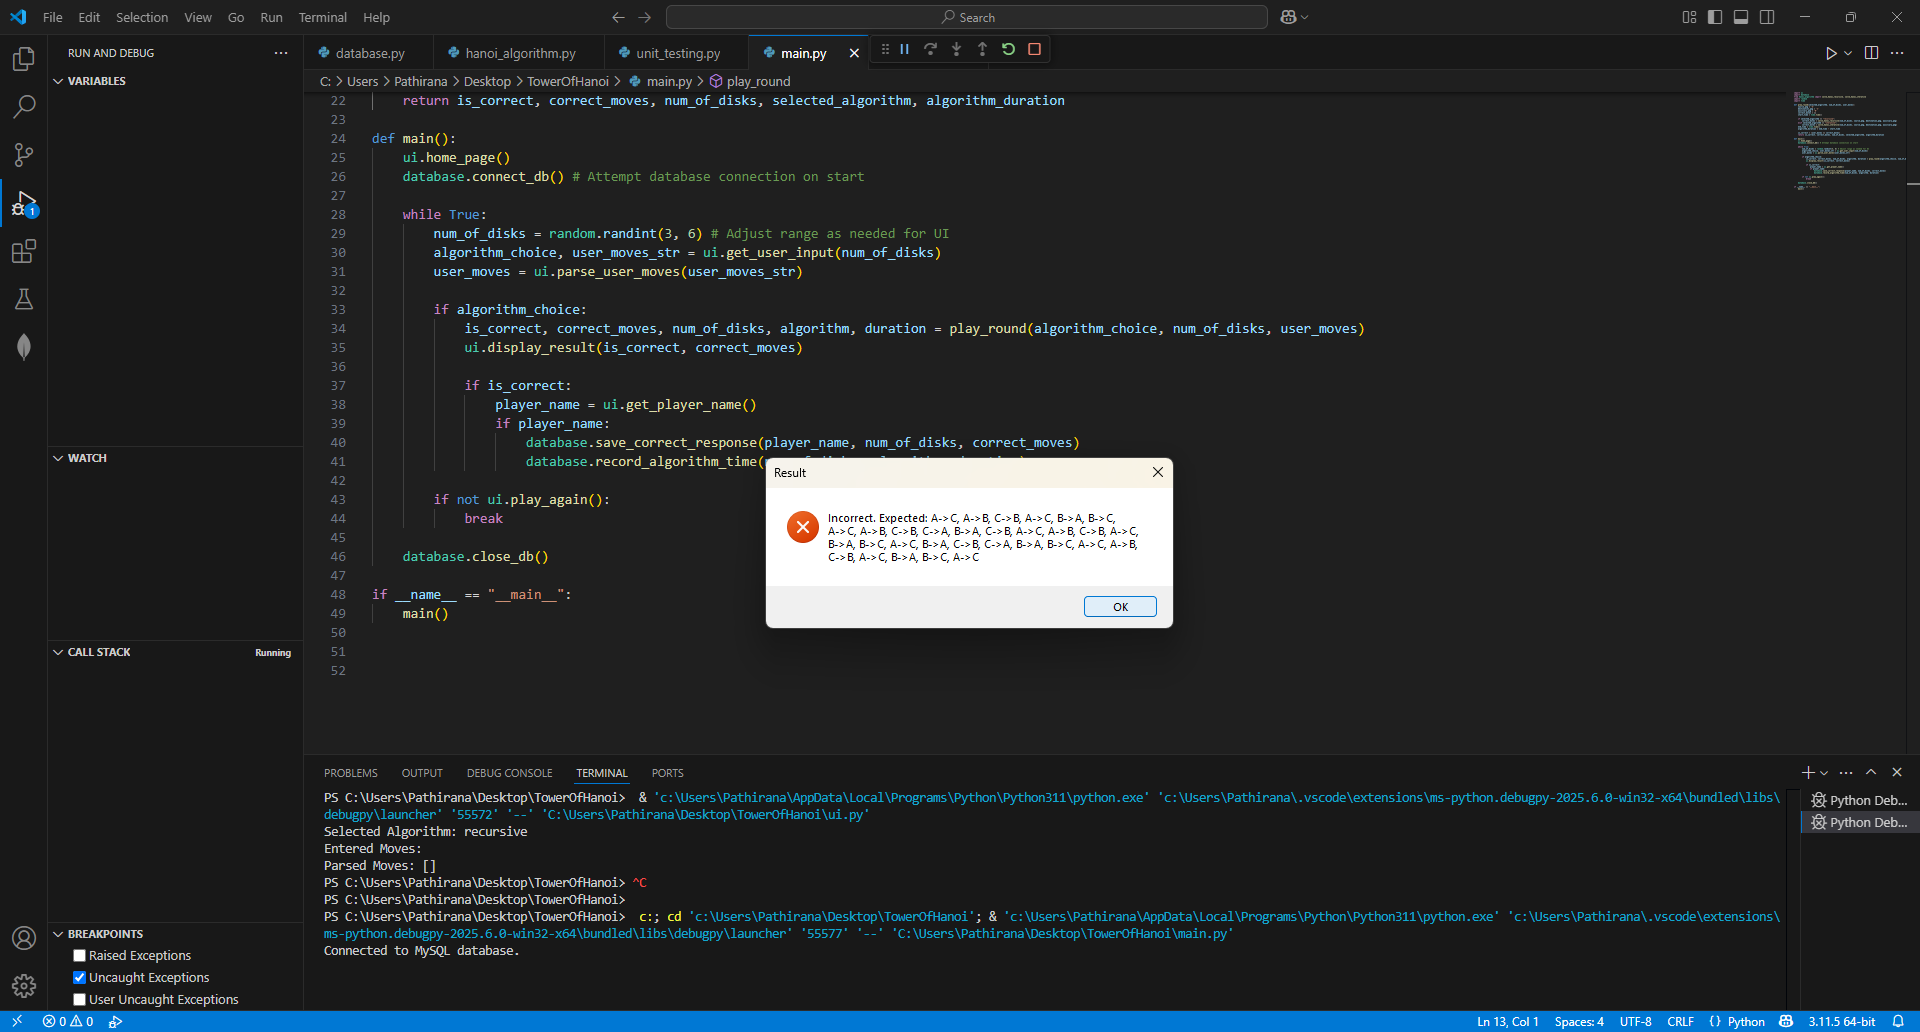 File Edit Selection View Go Run Terminal Help
Search
RUN AND DEBUG
VARIABLES
WATCH
CALL STACK
Running
BREAKPOINTS
Raised Exceptions
Uncaught Exceptions
User Uncaught Exceptions
1
database.py
hanoi_algorithm.py
unit_testing.py
main.py
C: > Users > Pathirana > Desktop > TowerOfHanoi > main.py > play_round
22 return is_correct, correct_moves, num_of_disks, selected_algorithm, algorithm_duration
23
24 def main():
25 ui.home_page()
26 database.connect_db() # Attempt database connection on start
27
28 while True:
29 num_of_disks = random.randint(3, 6) # Adjust range as needed for UI
30 algorithm_choice, user_moves_str = ui.get_user_input(num_of_disks)
31 user_moves = ui.parse_user_moves(user_moves_str)
32
33 if algorithm_choice:
34 is_correct, correct_moves, num_of_disks, algorithm, duration = play_round(algorithm_choice, num_of_disks, user_moves)
35 ui.display_result(is_correct, correct_moves)
36
37 if is_correct:
38 player_name = ui.get_player_name()
39 if player_name:
40 database.save_correct_response(player_name, num_of_disks, correct_moves)
41 database.record_algorithm_time(
42
43 if not ui.play_again():
44 break
45
46 database.close_db()
47
48 if __name__ == "__main__":
49 main()
50
51
52
Result
Incorrect. Expected: A->C, A->B, C->B, A->C, B->A, B->C,
A->C, A->B, C->B, C->A, B->A, C->B, A->C, A->B, C->B, A->C,
B->A, B->C, A->C, B->A, C->B, C->A, B->A, B->C, A->C, A->B,
C->B, A->C, B->A, B->C, A->C
OK
PROBLEMS OUTPUT DEBUG CONSOLE TERMINAL PORTS
PS C:\Users\Pathirana\Desktop\TowerOfHanoi> & 'c:\Users\Pathirana\AppData\Local\Programs\Python\Python311\python.exe' 'c:\Users\Pathirana\.vscode\extensions\ms-python.debugpy-2025.6.0-win32-x64\bundled\libs\
debugpy\launcher' '55572' '--' 'C:\Users\Pathirana\Desktop\TowerOfHanoi\ui.py'
Selected Algorithm: recursive
Entered Moves:
Parsed Moves: []
PS C:\Users\Pathirana\Desktop\TowerOfHanoi> ^C
PS C:\Users\Pathirana\Desktop\TowerOfHanoi>
PS C:\Users\Pathirana\Desktop\TowerOfHanoi> c:; cd 'c:\Users\Pathirana\Desktop\TowerOfHanoi'; & 'c:\Users\Pathirana\AppData\Local\Programs\Python\Python311\python.exe' 'c:\Users\Pathirana\.vscode\extensions\
ms-python.debugpy-2025.6.0-win32-x64\bundled\libs\debugpy\launcher' '55577' '--' 'C:\Users\Pathirana\Desktop\TowerOfHanoi\main.py'
Connected to MySQL database.
Python Deb...
Python Deb...
0 0
Ln 13, Col 1 Spaces: 4 UTF-8 CRLF {} Python 3.11.5 64-bit